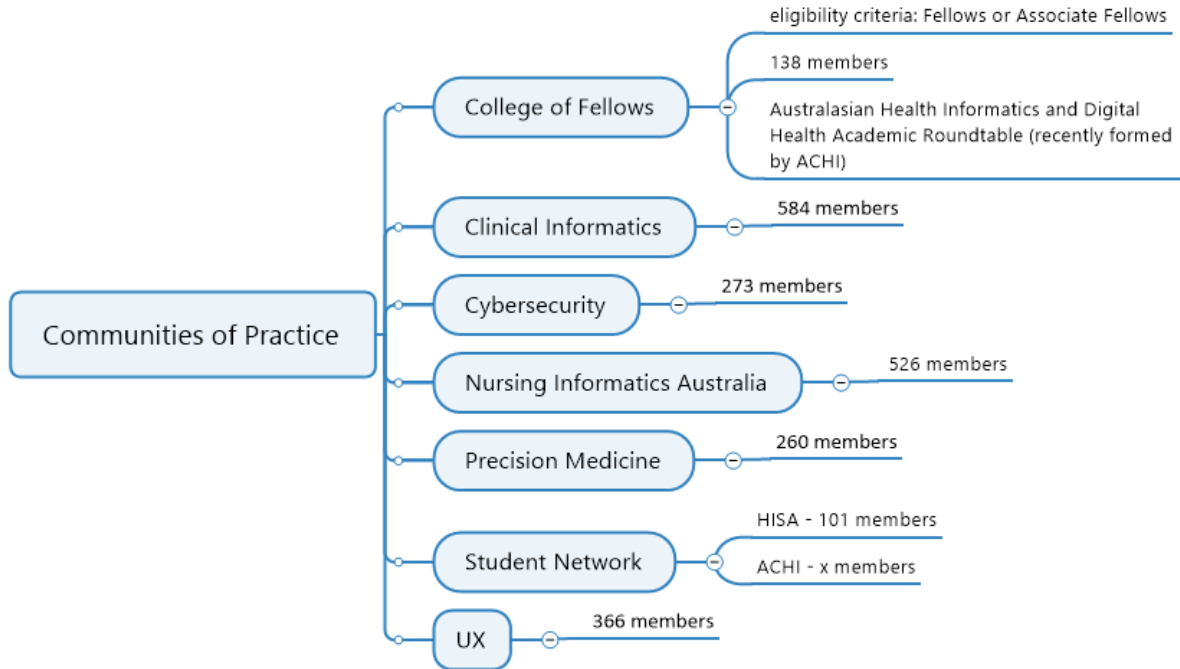 eligibility criteria: Fellows or Associate Fellows
138 members
College of Fellows
Australasian Health Informatics and Digital
Health Academic Roundtable (recently formed
by ACHI)
584 members
Clinical Informatics
273 members
Cybersecurity
Communities of Practice
526 members
Nursing Informatics Australia
260 members
Precision Medicine
HISA - 101 members
Student Network
ACHI - x members
366 members
UX